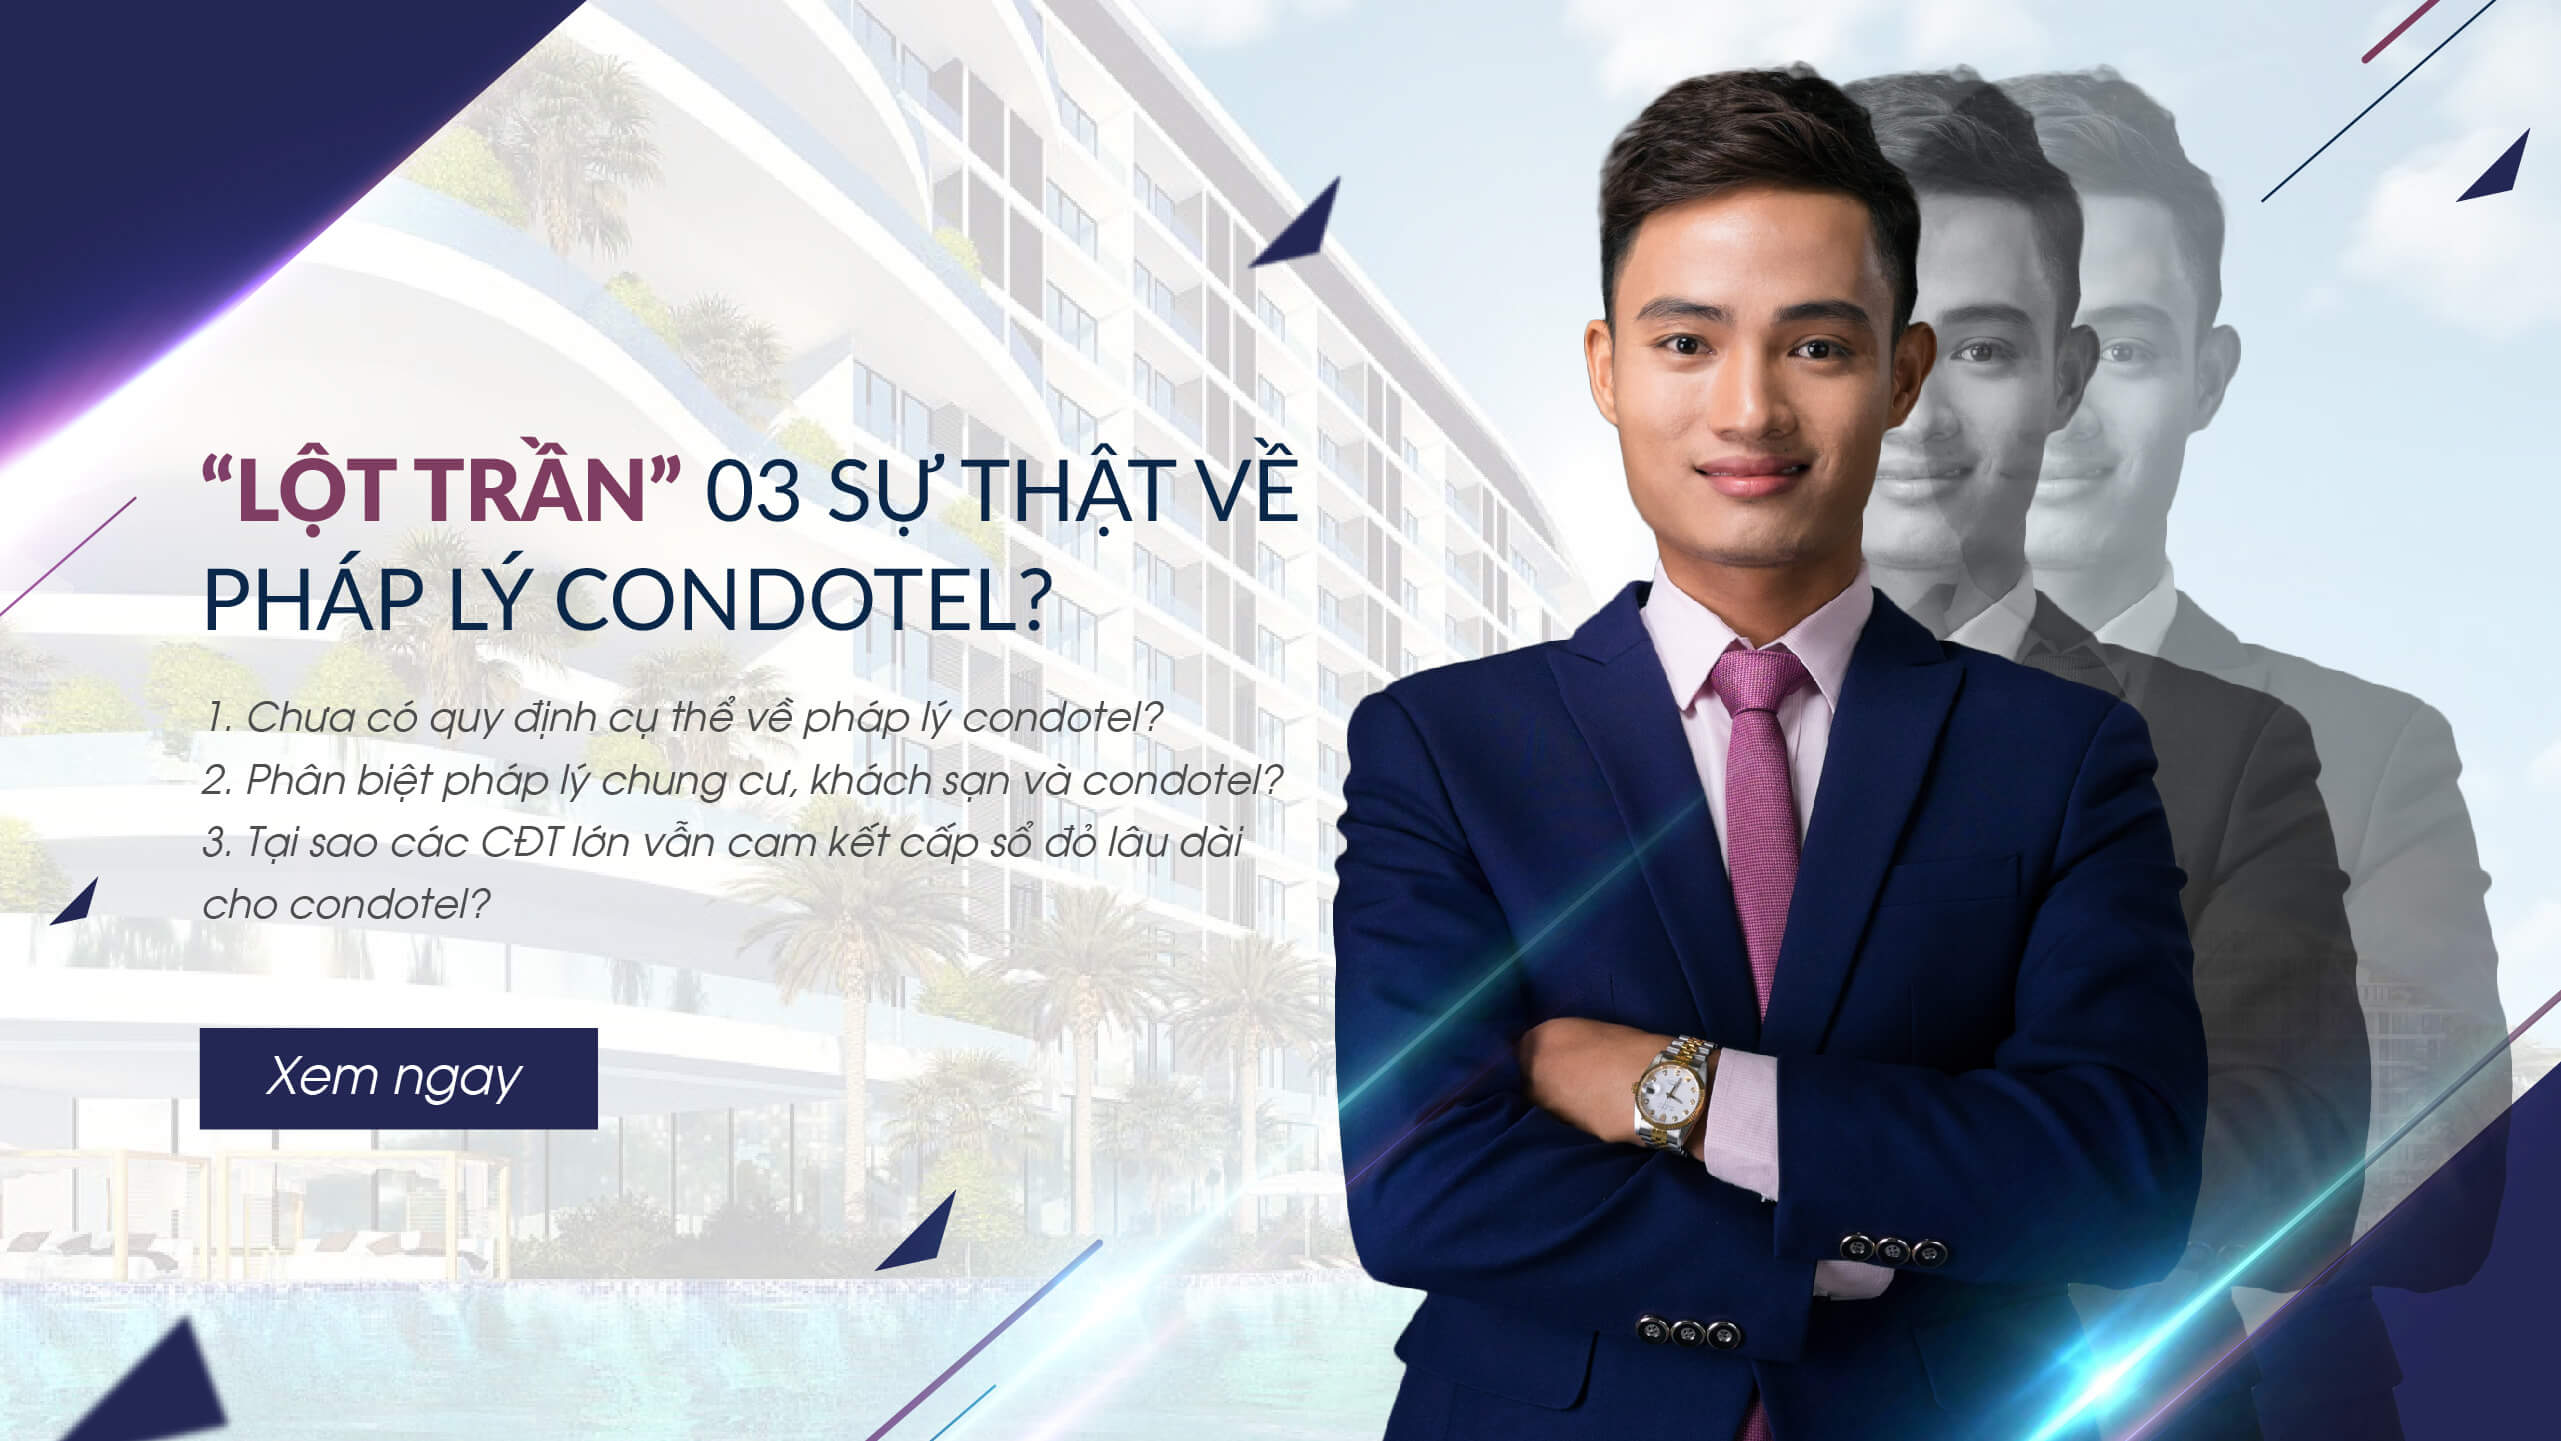 “LỘT TRẦN” 03 SỰ THẬT VỀ
PHÁP LÝ CONDOTEL?
1. Chưa có quy định cụ thể về pháp lý condotel?
2. Phân biệt pháp lý chung cư, khách sạn và condotel?
3. Tại sao các CĐT lớn vẫn cam kết cấp sổ đỏ lâu dài
cho condotel?
Xem ngay